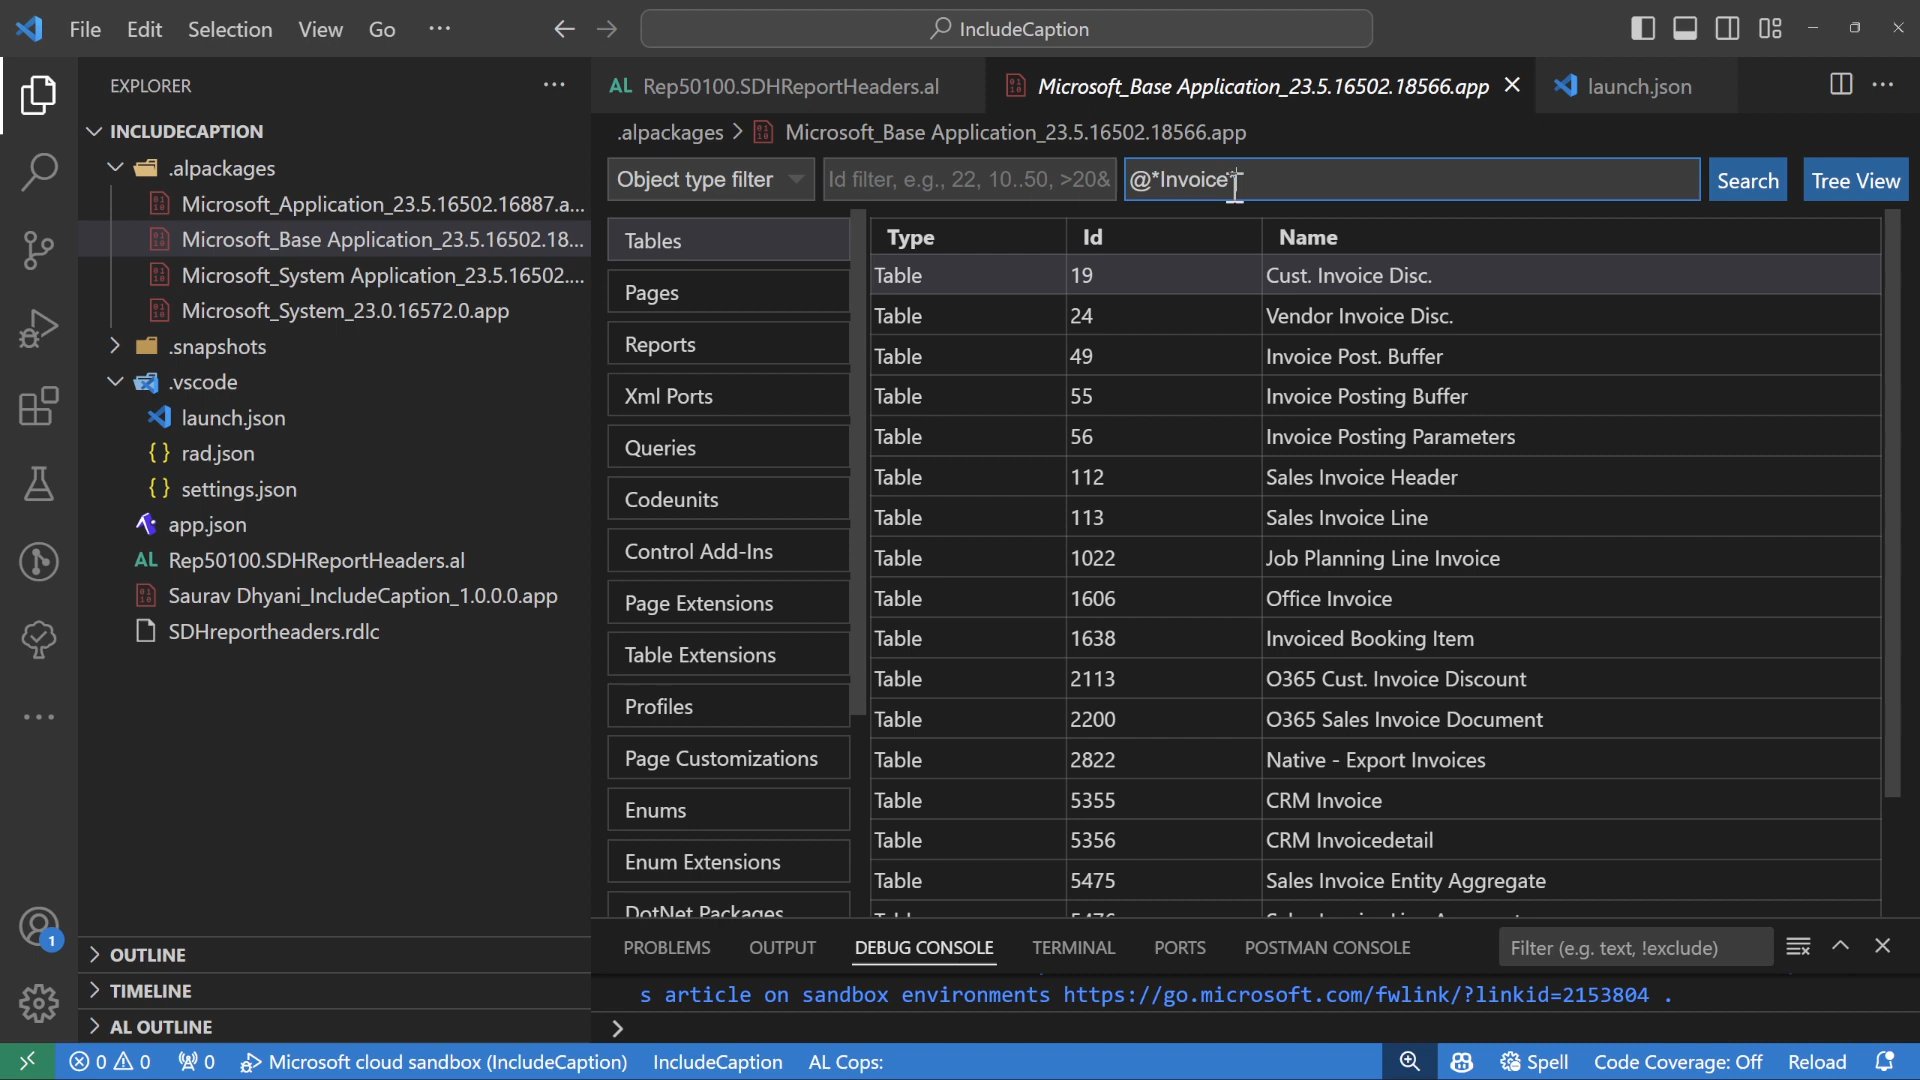 File Edit Selection View Go ···
IncludeCaption
EXPLORER
INCLUDECAPTION
.alpackages
Microsoft_Application_23.5.16502.16887.a...
Microsoft_Base Application_23.5.16502.18...
Microsoft_System Application_23.5.16502....
Microsoft_System_23.0.16572.0.app
.snapshots
.vscode
launch.json
rad.json
settings.json
app.json
AL Rep50100.SDHReportHeaders.al
Saurav Dhyani_IncludeCaption_1.0.0.0.app
SDHreportheaders.rdlc
OUTLINE
TIMELINE
AL OUTLINE
AL Rep50100.SDHReportHeaders.al
Microsoft_Base Application_23.5.16502.18566.app
launch.json
.alpackages > Microsoft_Base Application_23.5.16502.18566.app
Object type filter
Id filter, e.g., 22, 10..50, >20&
@*Invoice*
Search
Tree View
Tables
Pages
Reports
Xml Ports
Queries
Codeunits
Control Add-Ins
Page Extensions
Table Extensions
Profiles
Page Customizations
Enums
Enum Extensions
DotNet Packages
Type Id Name
Table 19 Cust. Invoice Disc.
Table 24 Vendor Invoice Disc.
Table 49 Invoice Post. Buffer
Table 55 Invoice Posting Buffer
Table 56 Invoice Posting Parameters
Table 112 Sales Invoice Header
Table 113 Sales Invoice Line
Table 1022 Job Planning Line Invoice
Table 1606 Office Invoice
Table 1638 Invoiced Booking Item
Table 2113 O365 Cust. Invoice Discount
Table 2200 O365 Sales Invoice Document
Table 2822 Native - Export Invoices
Table 5355 CRM Invoice
Table 5356 CRM Invoicedetail
Table 5475 Sales Invoice Entity Aggregate
PROBLEMS OUTPUT DEBUG CONSOLE TERMINAL PORTS POSTMAN CONSOLE
Filter (e.g. text, !exclude)
s article on sandbox environments https://go.microsoft.com/fwlink/?linkid=2153804 .
1
0 0 0 Microsoft cloud sandbox (IncludeCaption) IncludeCaption AL Cops: Spell Code Coverage: Off Reload